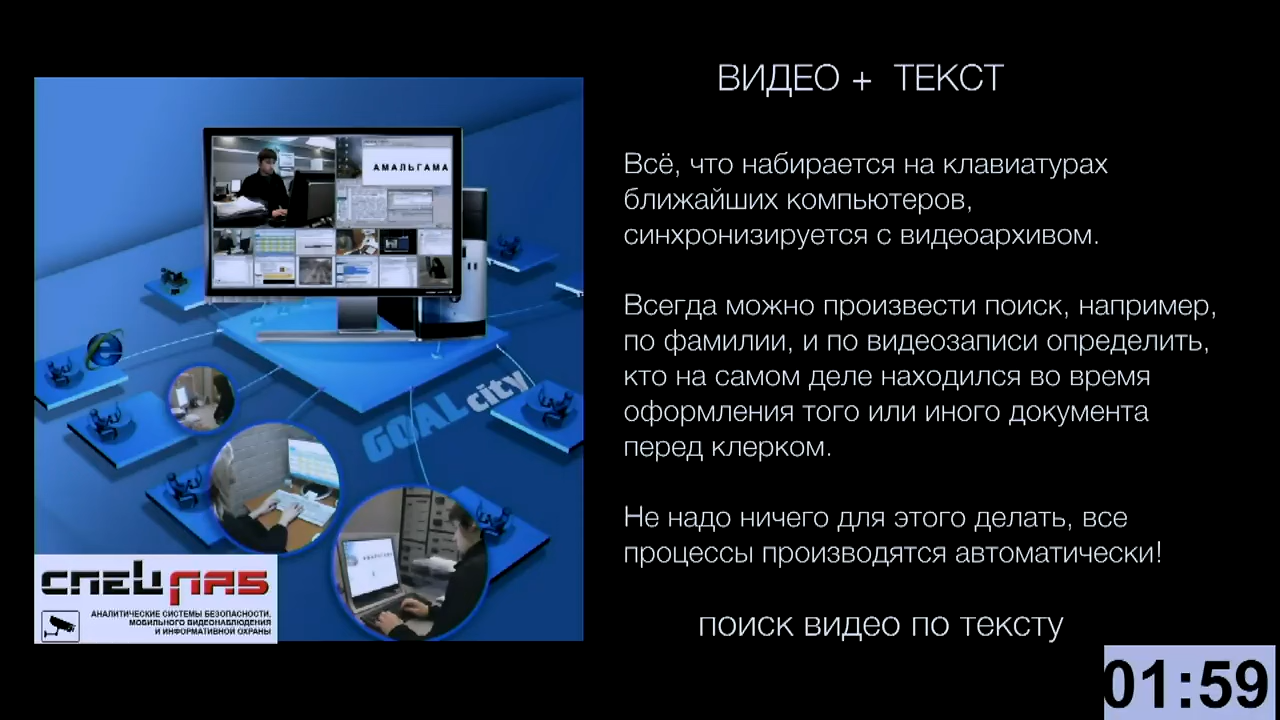 ВИДЕО + ТЕКСТ
Всё, что набирается на клавиатурах
ближайших компьютеров,
синхронизируется с видеоархивом.
Всегда можно произвести поиск, например,
по фамилии, и по видеозаписи определить,
кто на самом деле находился во время
оформления того или иного документа
перед клерком.
Не надо ничего для этого делать, все
процессы производятся автоматически!
поиск видео по тексту
АМАЛЬГАМА
GOALcity
АМАЛЬГАМА
СПЕЦЛАБ
АНАЛИТИЧЕСКИЕ СИСТЕМЫ БЕЗОПАСНОСТИ,
МОБИЛЬНОГО ВИДЕОНАБЛЮДЕНИЯ
И ИНФОРМАТИВНОЙ ОХРАНЫ
01:59